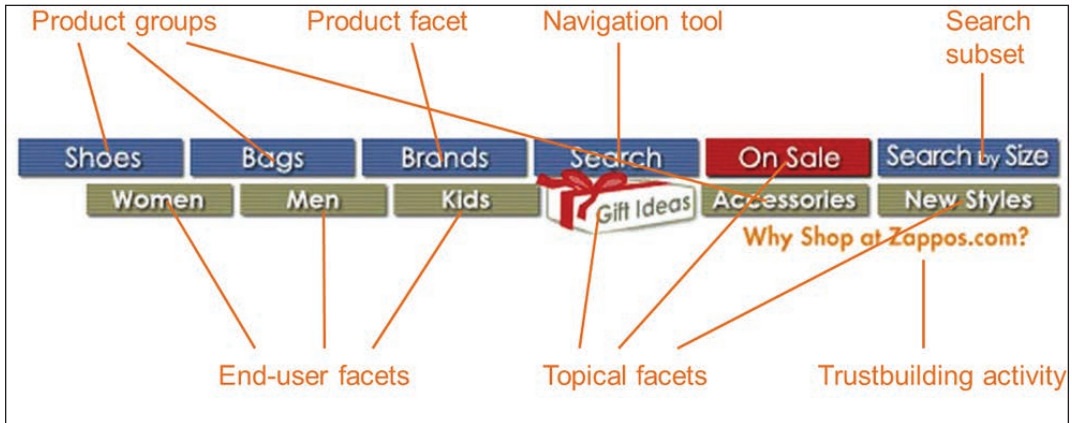 Product groups
Product facet
Navigation tool
Search
subset
Shoes
Bags
Brands
Search
On Sale
Search by Size
Women
Men
Kids
Gift Ideas
Accessories
New Styles
Why Shop at Zappos.com?
End-user facets
Topical facets
Trustbuilding activity